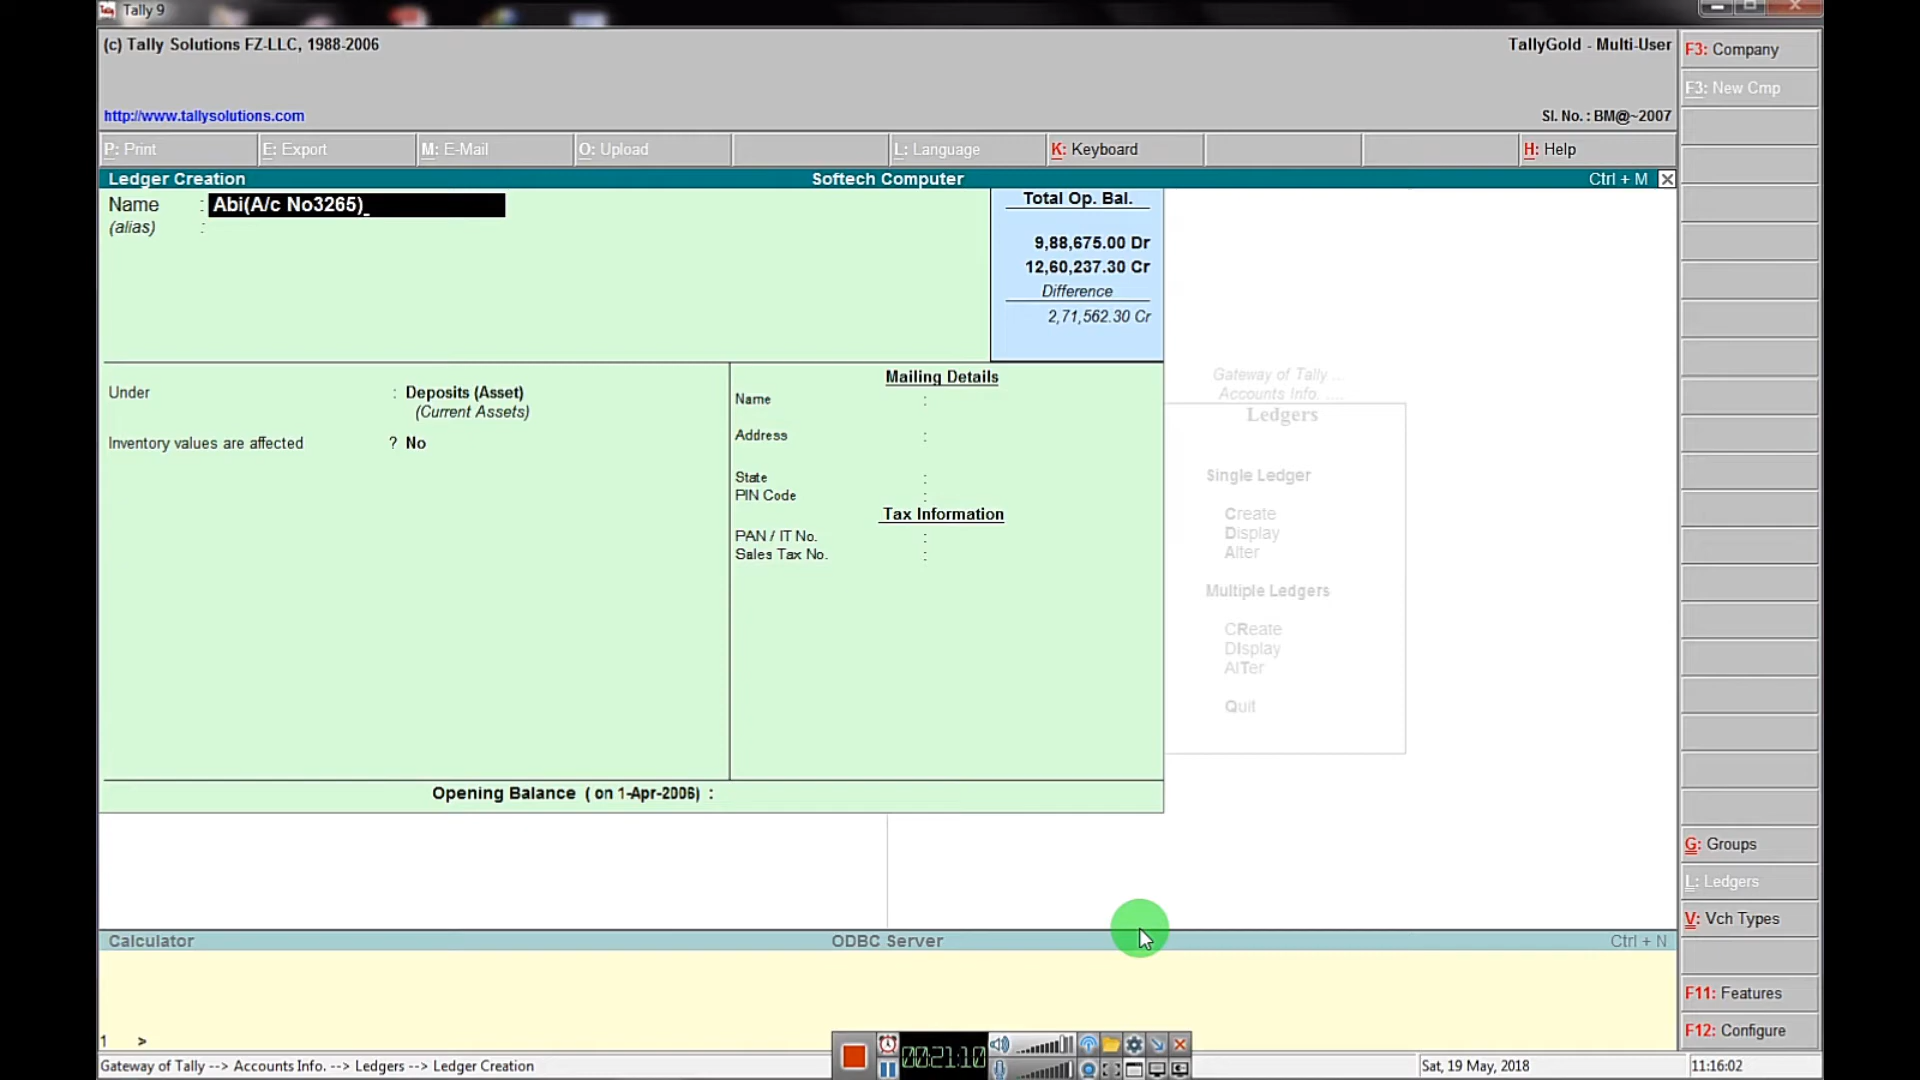 Tally 9
(c) Tally Solutions FZ-LLC, 1988-2006
TallyGold - Multi-User
http://www.tallysolutions.com
Sl. No. : BM@~2007
P: Print
E: Export
M: E-Mail
O: Upload
L: Language
K: Keyboard
H: Help
Ledger Creation
Softech Computer
Ctrl + M
Name : Abi(A/c No3265)_
(alias) :
Total Op. Bal.
9,88,675.00 Dr
12,60,237.30 Cr
Difference
2,71,562.30 Cr
Under : Deposits (Asset)
(Current Assets)
Inventory values are affected ? No
Mailing Details
Name :
Address :
State :
PIN Code :
Tax Information
PAN / IT No. :
Sales Tax No. :
Opening Balance ( on 1-Apr-2006) :
Gateway of Tally ...
Accounts Info. ....
Ledgers
Single Ledger
Create
Display
Alter
Multiple Ledgers
CReate
DIsplay
AlTer
Quit
F3: Company
F3: New Cmp
G: Groups
L: Ledgers
V: Vch Types
F11: Features
F12: Configure
Calculator
ODBC Server
Ctrl + N
1 >
00:21:10
Gateway of Tally --> Accounts Info. --> Ledgers --> Ledger Creation
Sat, 19 May, 2018
11:16:02